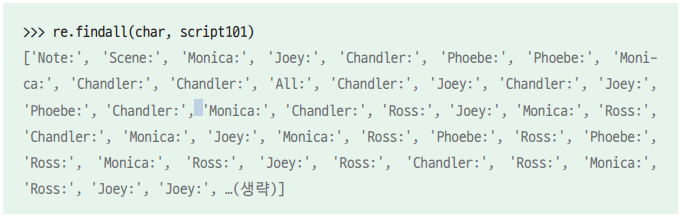 >>> re.findall(char, script101)
['Note:', 'Scene:', 'Monica:', 'Joey:', 'Chandler:', 'Phoebe:', 'Phoebe:', 'Moni-
ca:', 'Chandler:', 'Chandler:', 'All:', 'Chandler:', 'Joey:', 'Chandler:', 'Joey:',
'Phoebe:', 'Chandler:', 'Monica:', 'Chandler:', 'Ross:', 'Joey:', 'Monica:', 'Ross:',
'Chandler:', 'Monica:', 'Joey:', 'Monica:', 'Ross:', 'Phoebe:', 'Ross:', 'Phoebe:',
'Ross:', 'Monica:', 'Ross:', 'Joey:', 'Ross:', 'Chandler:', 'Ross:', 'Monica:',
'Ross:', 'Joey:', 'Joey:', …(생략)]